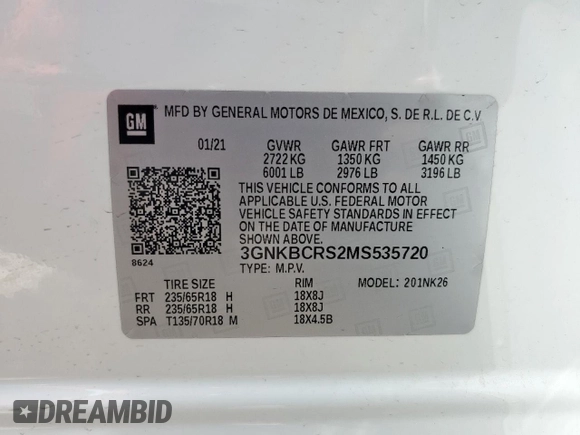 GM
MFD BY GENERAL MOTORS DE MEXICO, S. DE R.L. DE C.V
01/21 GVWR GAWR FRT GAWR RR
2722 KG 1350 KG 1450 KG
6001 LB 2976 LB 3196 LB
THIS VEHICLE CONFORMS TO ALL
APPLICABLE U.S. FEDERAL MOTOR
VEHICLE SAFETY STANDARDS IN EFFECT
ON THE DATE OF MANUFACTURE
SHOWN ABOVE.
8624
3GNKBCRS2MS535720
TYPE: M.P.V. MODEL: 201NK26
TIRE SIZE RIM
FRT 235/65R18 H 18X8J
RR 235/65R18 H 18X8J
SPA T135/70R18 M 18X4.5B
DREAMBID